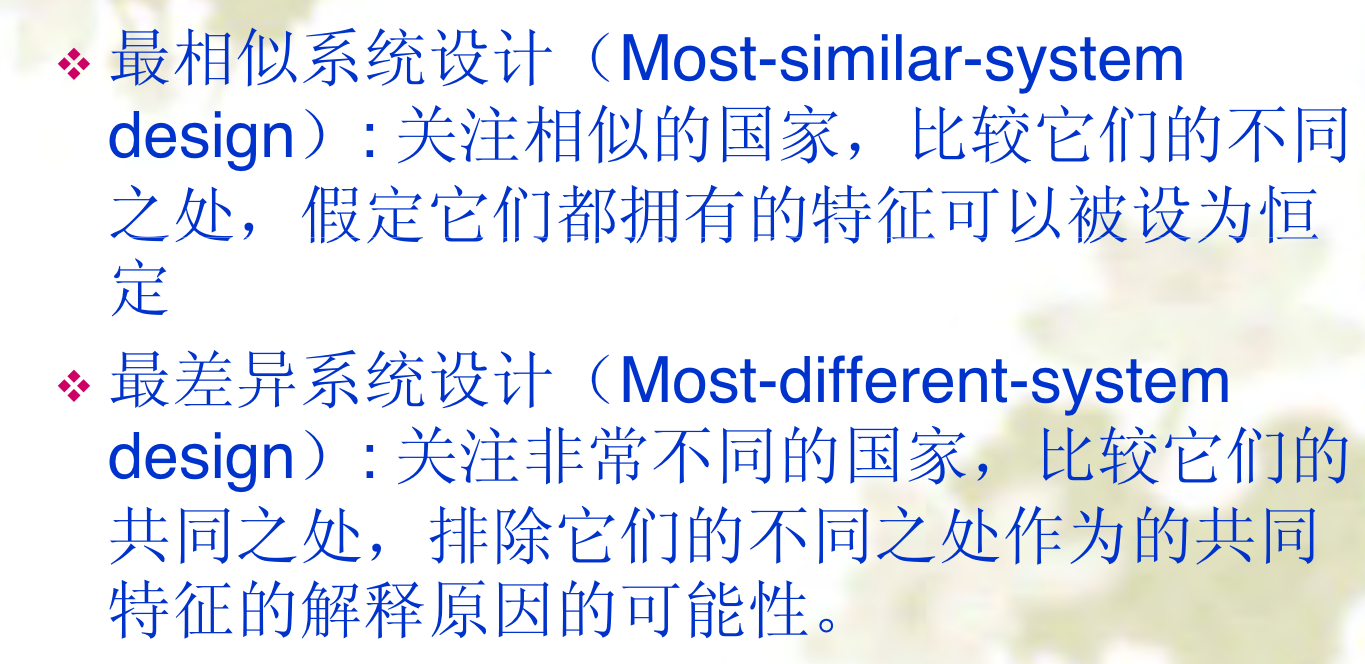 ❖ 最相似系统设计（Most-similar-system
design）: 关注相似的国家，比较它们的不同
之处，假定它们都拥有的特征可以被设为恒
定
❖ 最差异系统设计（Most-different-system
design）: 关注非常不同的国家，比较它们的
共同之处，排除它们的不同之处作为的共同
特征的解释原因的可能性。